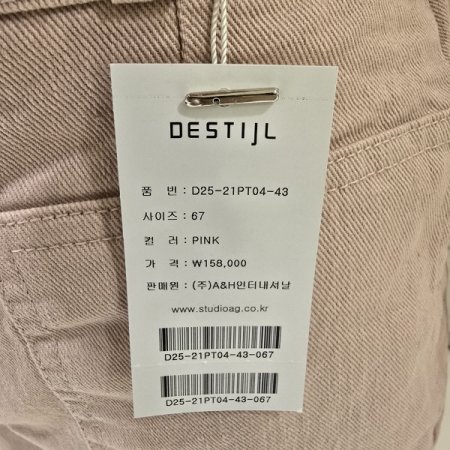 DESTIJL
품 번 : D25-21PT04-43
사이즈 : 67
컬 러 : PINK
가 격 : ₩158,000
판매원 : (주)A&H인터내셔날
www.studioag.co.kr
D25-21PT04-43-067
D25-21PT04-43-067